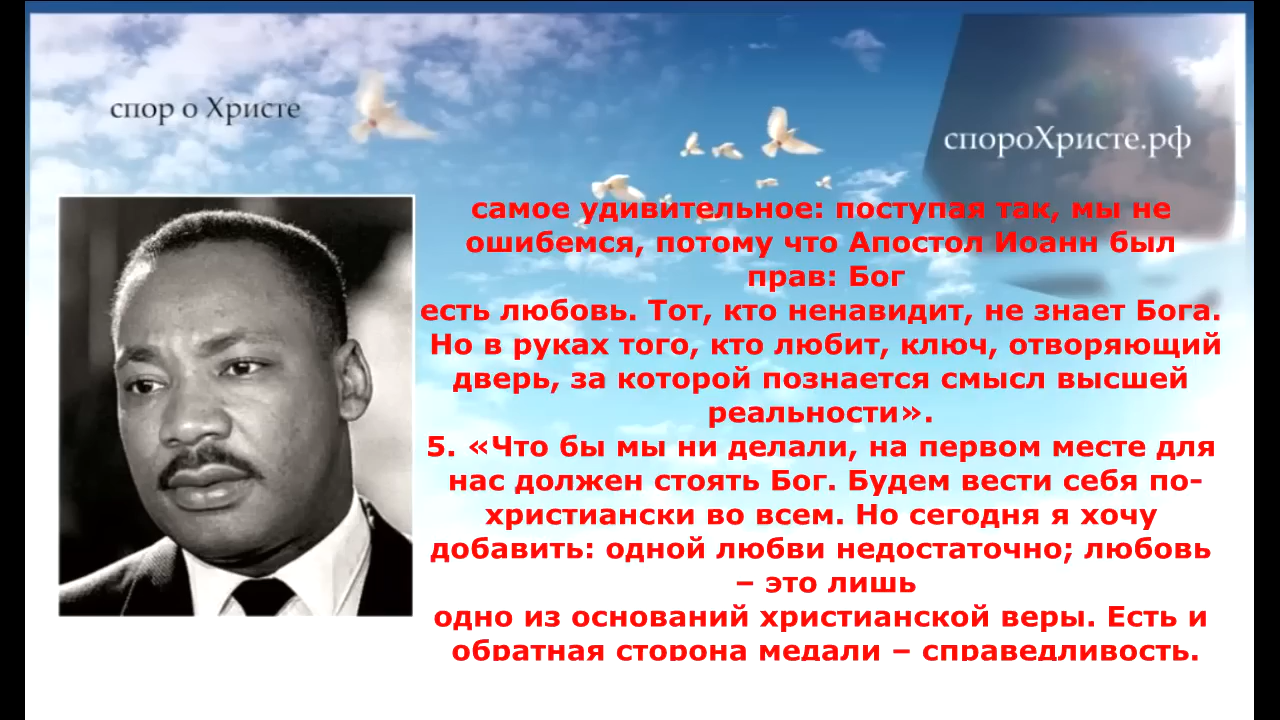 спор о Христе
спороХристе.рф
самое удивительное: поступая так, мы не
ошибемся, потому что Апостол Иоанн был
прав: Бог
есть любовь. Тот, кто ненавидит, не знает Бога.
Но в руках того, кто любит, ключ, отворяющий
дверь, за которой познается смысл высшей
реальности».
5. «Что бы мы ни делали, на первом месте для
нас должен стоять Бог. Будем вести себя по-
христиански во всем. Но сегодня я хочу
добавить: одной любви недостаточно; любовь
– это лишь
одно из оснований христианской веры. Есть и
обратная сторона медали – справедливость.